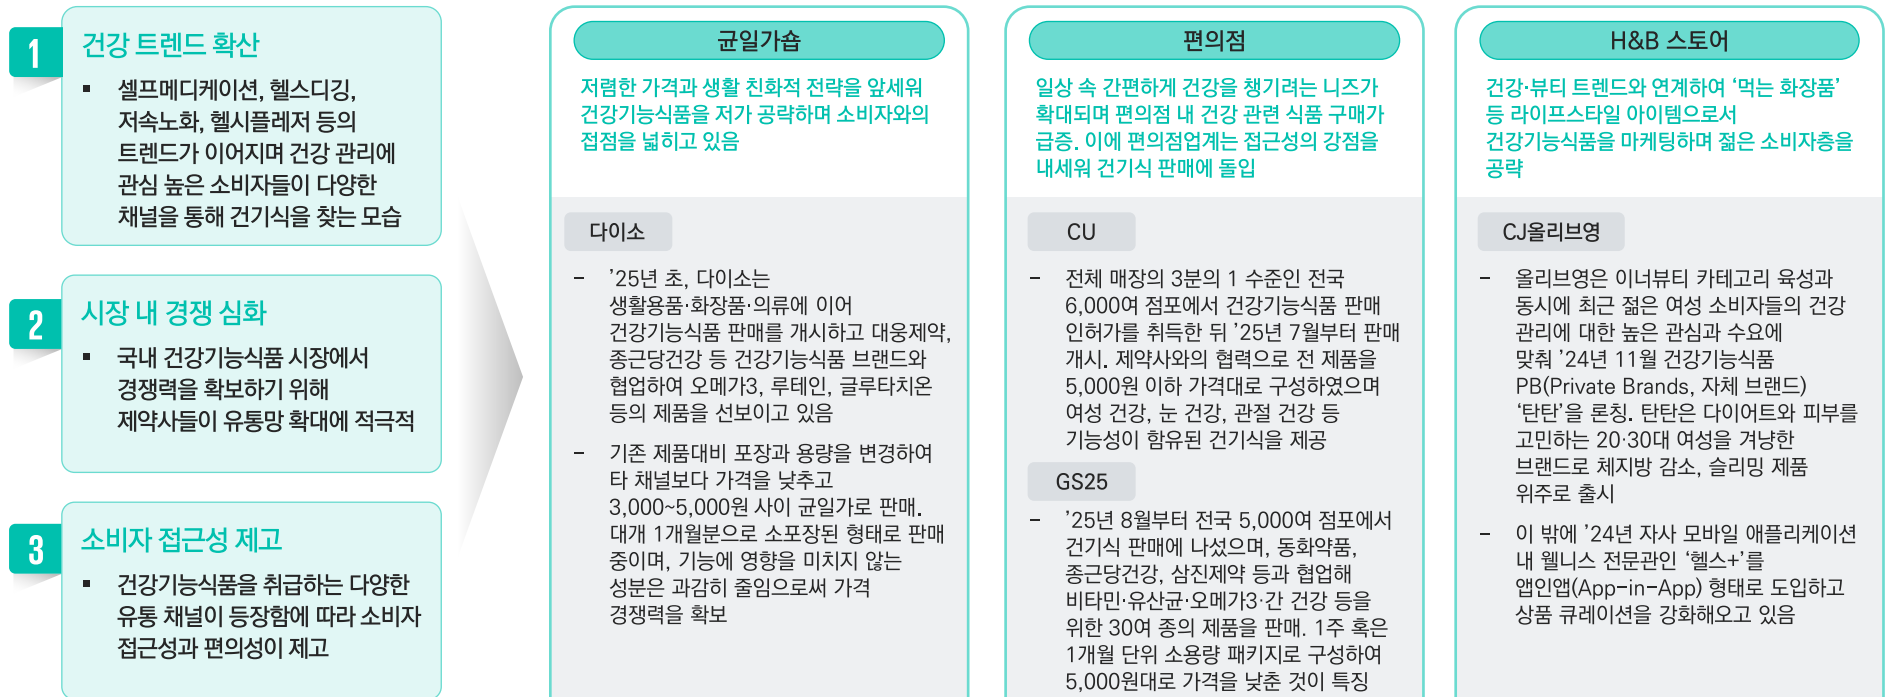 1
건강 트렌드 확산
▪ 셀프메디케이션, 헬스디깅,
저속노화, 헬시플레저 등의
트렌드가 이어지며 건강 관리에
관심 높은 소비자들이 다양한
채널을 통해 건기식을 찾는 모습
2
시장 내 경쟁 심화
▪ 국내 건강기능식품 시장에서
경쟁력을 확보하기 위해
제약사들이 유통망 확대에 적극적
3
소비자 접근성 제고
▪ 건강기능식품을 취급하는 다양한
유통 채널이 등장함에 따라 소비자
접근성과 편의성이 제고
균일가숍
저렴한 가격과 생활 친화적 전략을 앞세워
건강기능식품을 저가 공략하며 소비자와의
접점을 넓히고 있음
다이소
– ’25년 초, 다이소는
생활용품·화장품·의류에 이어
건강기능식품 판매를 개시하고 대웅제약,
종근당건강 등 건강기능식품 브랜드와
협업하여 오메가3, 루테인, 글루타치온
등의 제품을 선보이고 있음
– 기존 제품대비 포장과 용량을 변경하여
타 채널보다 가격을 낮추고
3,000~5,000원 사이 균일가로 판매.
대개 1개월분으로 소포장된 형태로 판매
중이며, 기능에 영향을 미치지 않는
성분은 과감히 줄임으로써 가격
경쟁력을 확보
편의점
일상 속 간편하게 건강을 챙기려는 니즈가
확대되며 편의점 내 건강 관련 식품 구매가
급증. 이에 편의점업계는 접근성의 강점을
내세워 건기식 판매에 돌입
CU
– 전체 매장의 3분의 1 수준인 전국
6,000여 점포에서 건강기능식품 판매
인허가를 취득한 뒤 ’25년 7월부터 판매
개시. 제약사와의 협력으로 전 제품을
5,000원 이하 가격대로 구성하였으며
여성 건강, 눈 건강, 관절 건강 등
기능성이 함유된 건기식을 제공
GS25
– ’25년 8월부터 전국 5,000여 점포에서
건기식 판매에 나섰으며, 동화약품,
종근당건강, 삼진제약 등과 협업해
비타민·유산균·오메가3·간 건강 등을
위한 30여 종의 제품을 판매. 1주 혹은
1개월 단위 소용량 패키지로 구성하여
5,000원대로 가격을 낮춘 것이 특징
H&B 스토어
건강·뷰티 트렌드와 연계하여 ‘먹는 화장품’
등 라이프스타일 아이템으로서
건강기능식품을 마케팅하며 젊은 소비자층을
공략
CJ올리브영
– 올리브영은 이너뷰티 카테고리 육성과
동시에 최근 젊은 여성 소비자들의 건강
관리에 대한 높은 관심과 수요에
맞춰 ’24년 11월 건강기능식품
PB(Private Brands, 자체 브랜드)
‘탄탄’을 론칭. 탄탄은 다이어트와 피부를
고민하는 20·30대 여성을 겨냥한
브랜드로 체지방 감소, 슬리밍 제품
위주로 출시
– 이 밖에 ’24년 자사 모바일 애플리케이션
내 웰니스 전문관인 ‘헬스+’를
앱인앱(App-in-App) 형태로 도입하고
상품 큐레이션을 강화해오고 있음